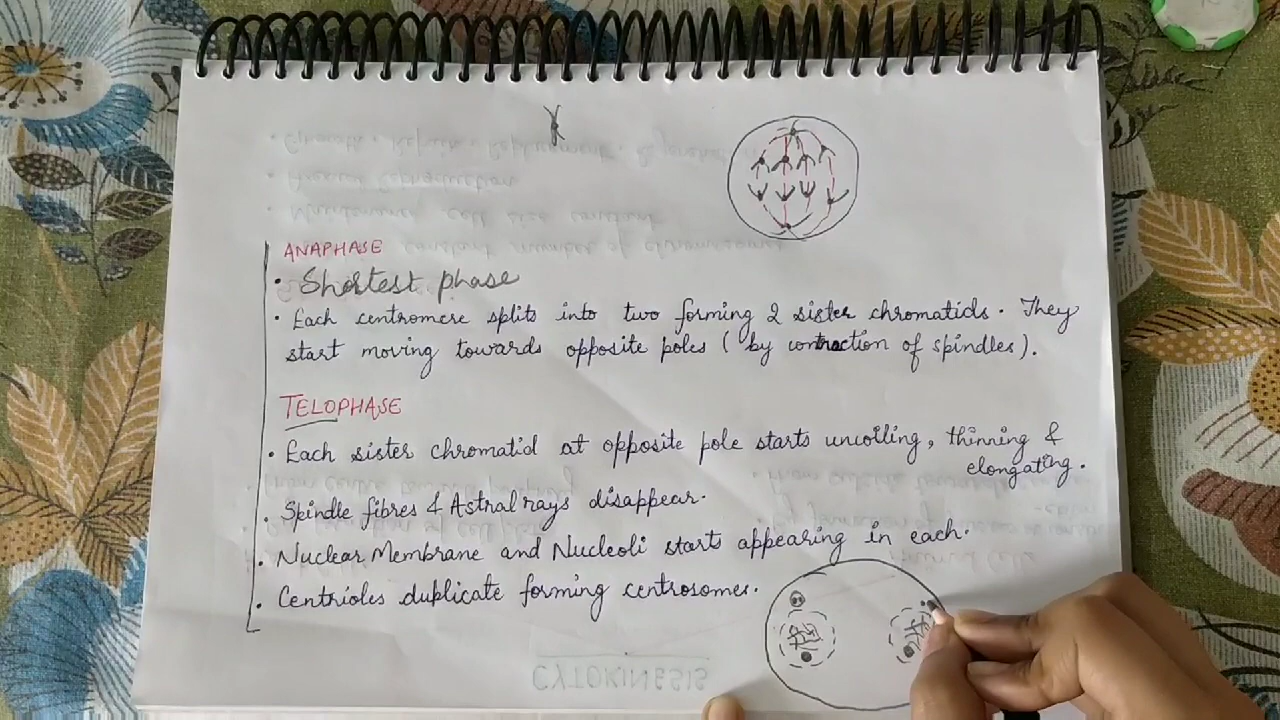 ANAPHASE
• Shortest phase
• Each centromere splits into two forming 2 sister chromatids. They
start moving towards opposite poles (by contraction of spindles).
TELOPHASE
• Each sister chromatid at opposite pole starts uncoiling, thinning &
elongating.
• Spindle fibres & Astral rays disappear.
• Nuclear Membrane and Nucleoli starts appearing in each.
• Centrioles duplicate forming centrosomes.
CYTOKINESIS